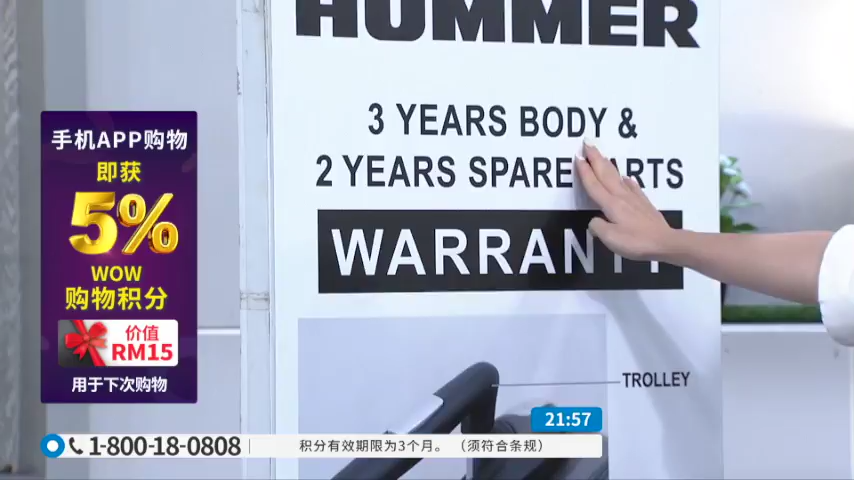 HUMMER
3 YEARS BODY &
2 YEARS SPARE PARTS
WARRANTY
TROLLEY
手机APP购物
即获
5%
WOW
购物积分
价值
RM15
用于下次购物
21:57
1-800-18-0808
积分有效期限为3个月。（须符合条规）